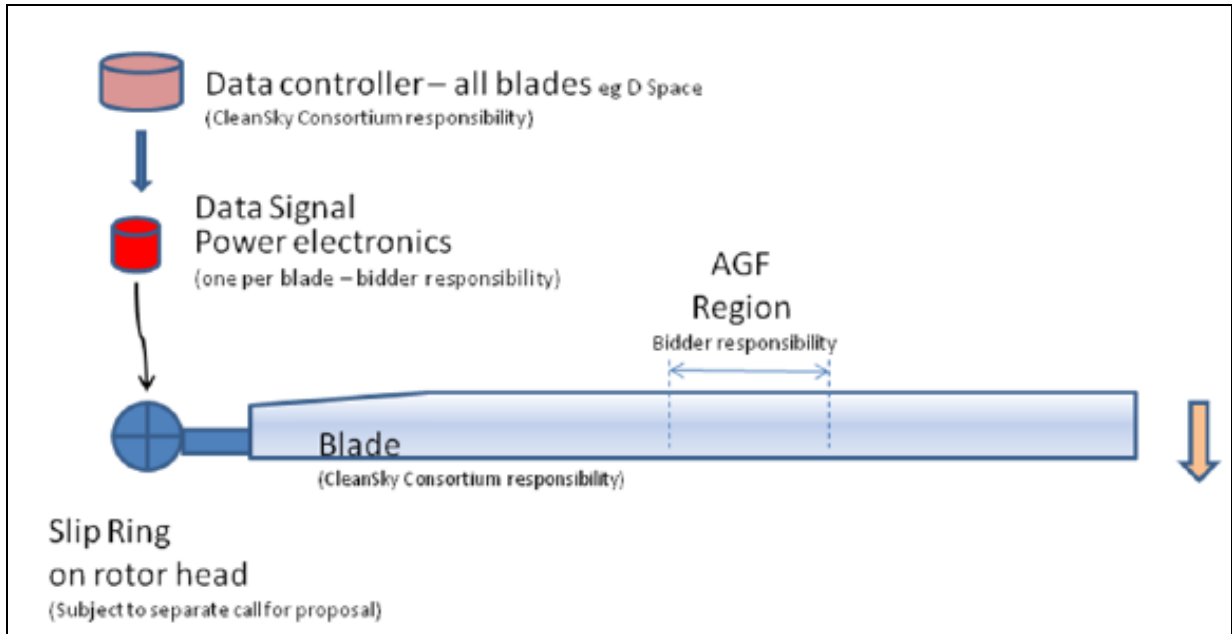 Data controller – all blades eg D Space
(CleanSky Consortium responsibility)
Data Signal
Power electronics
(one per blade – bidder responsibility)
AGF
Region
Bidder responsibility
Blade
(CleanSky Consortium responsibility)
Slip Ring
on rotor head
(Subject to separate call for proposal)